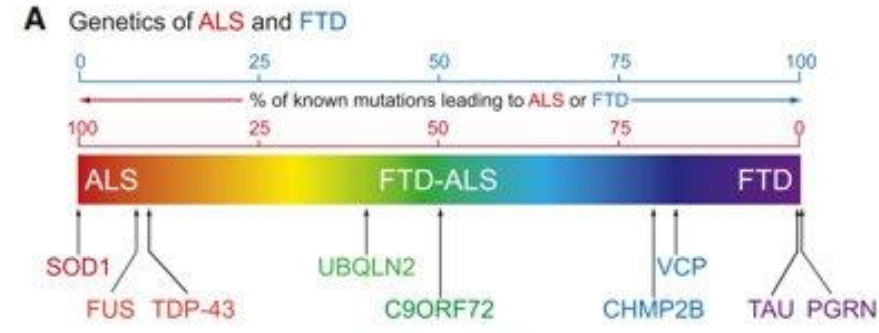 A Genetics of ALS and FTD
0 25 50 75 100
% of known mutations leading to ALS or FTD
100 25 50 75 0
ALS FTD-ALS FTD
SOD1 UBQLN2 VCP
FUS TDP-43 C9ORF72 CHMP2B TAU PGRN